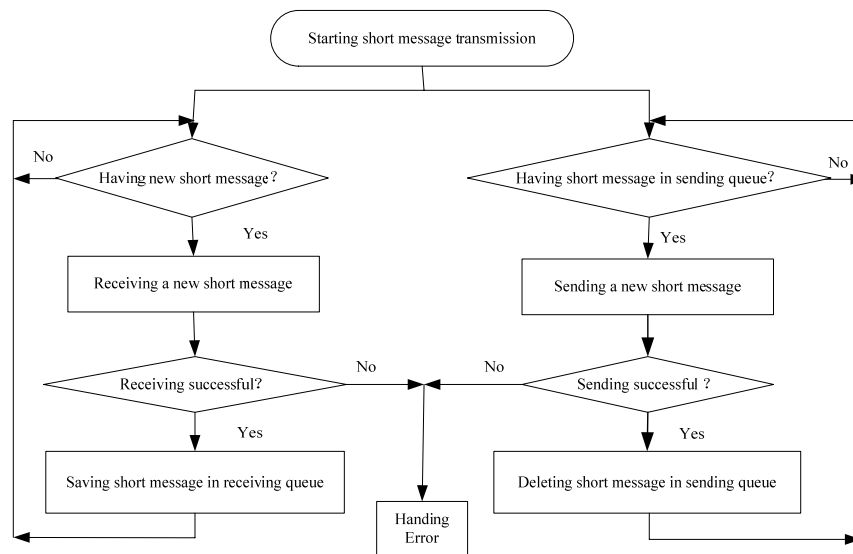 Starting short message transmission
No
Having new short message?
Yes
Receiving a new short message
Receiving successful?
No
Yes
Saving short message in receiving queue
Having short message in sending queue?
No
Yes
Sending a new short message
No
Sending successful ?
Yes
Deleting short message in sending queue
Handing
Error